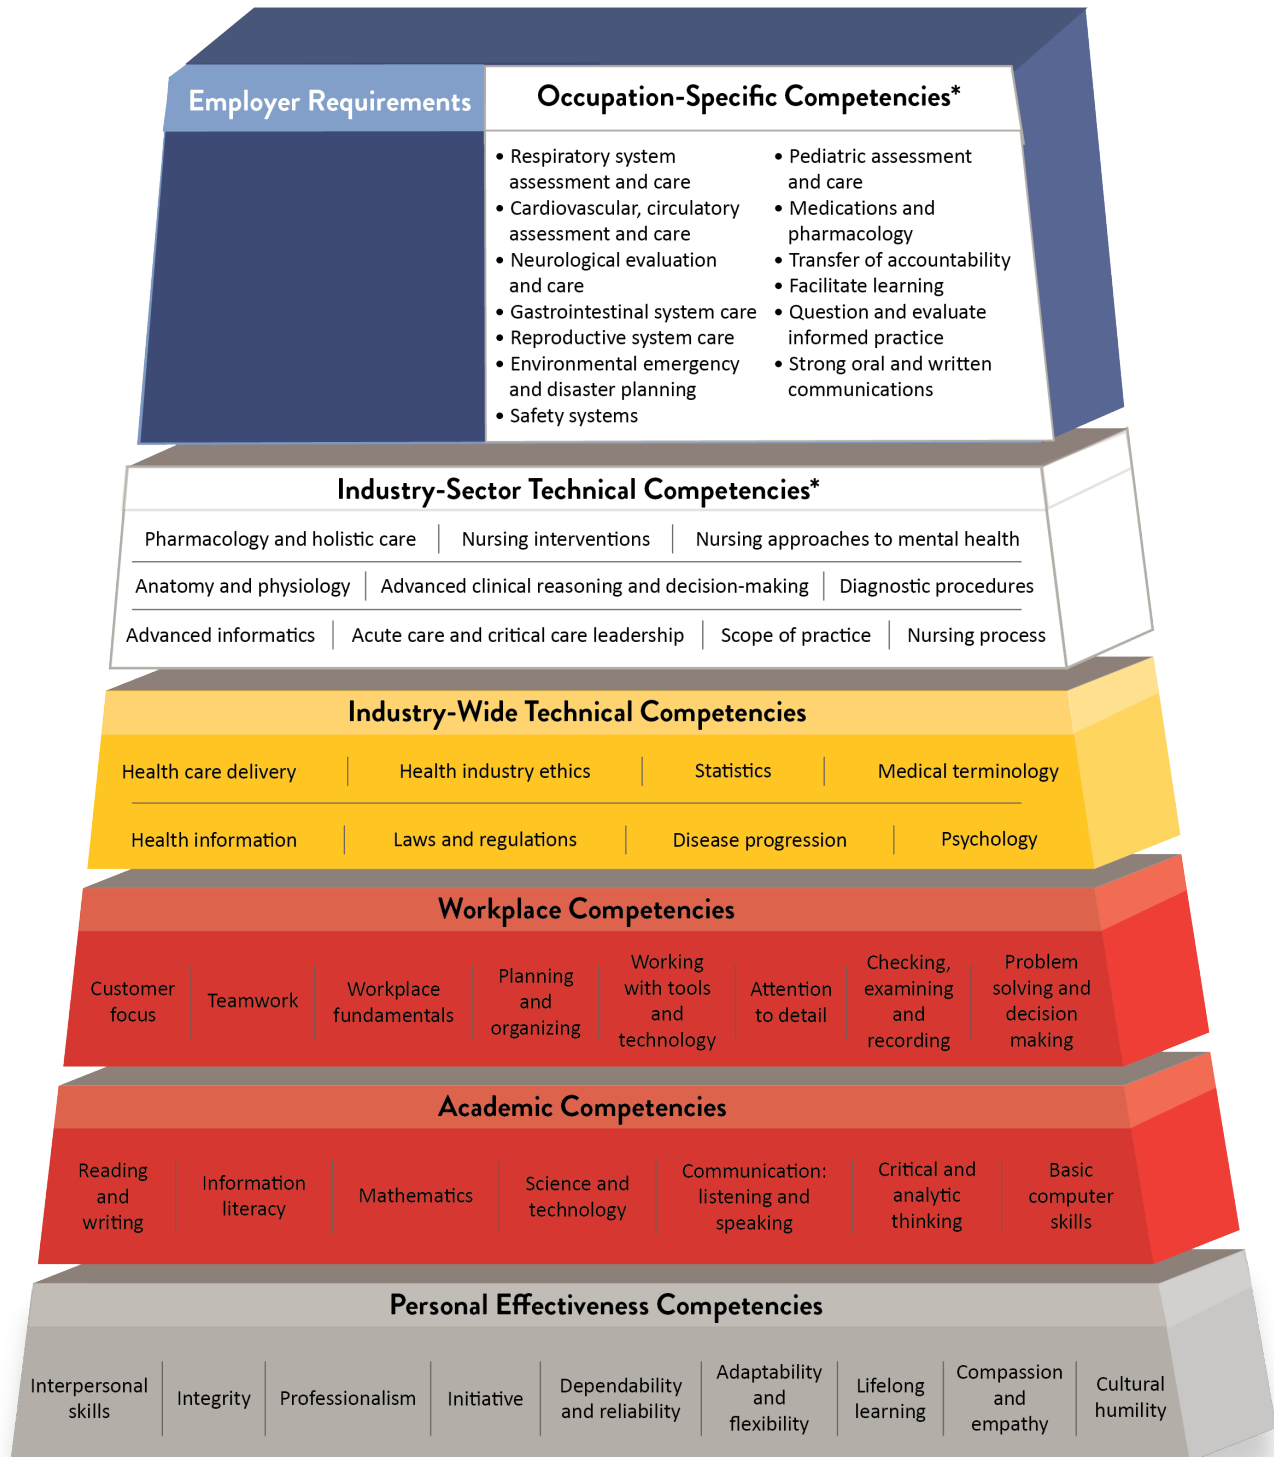 Employer Requirements
Occupation-Specific Competencies*
• Respiratory system
assessment and care
• Cardiovascular, circulatory
assessment and care
• Neurological evaluation
and care
• Gastrointestinal system care
• Reproductive system care
• Environmental emergency
and disaster planning
• Safety systems
• Pediatric assessment
and care
• Medications and
pharmacology
• Transfer of accountability
• Facilitate learning
• Question and evaluate
informed practice
• Strong oral and written
communications
Industry-Sector Technical Competencies*
Pharmacology and holistic care | Nursing interventions | Nursing approaches to mental health
Anatomy and physiology | Advanced clinical reasoning and decision-making | Diagnostic procedures
Advanced informatics | Acute care and critical care leadership | Scope of practice | Nursing process
Industry-Wide Technical Competencies
Health care delivery | Health industry ethics | Statistics | Medical terminology
Health information | Laws and regulations | Disease progression | Psychology
Workplace Competencies
Customer
focus
Teamwork
Workplace
fundamentals
Planning
and
organizing
Working
with tools
and
technology
Attention
to detail
Checking,
examining
and
recording
Problem
solving and
decision
making
Academic Competencies
Reading
and
writing
Information
literacy
Mathematics
Science and
technology
Communication:
listening and
speaking
Critical and
analytic
thinking
Basic
computer
skills
Personal Effectiveness Competencies
Interpersonal
skills
Integrity
Professionalism
Initiative
Dependability
and reliability
Adaptability
and
flexibility
Lifelong
learning
Compassion
and
empathy
Cultural
humility